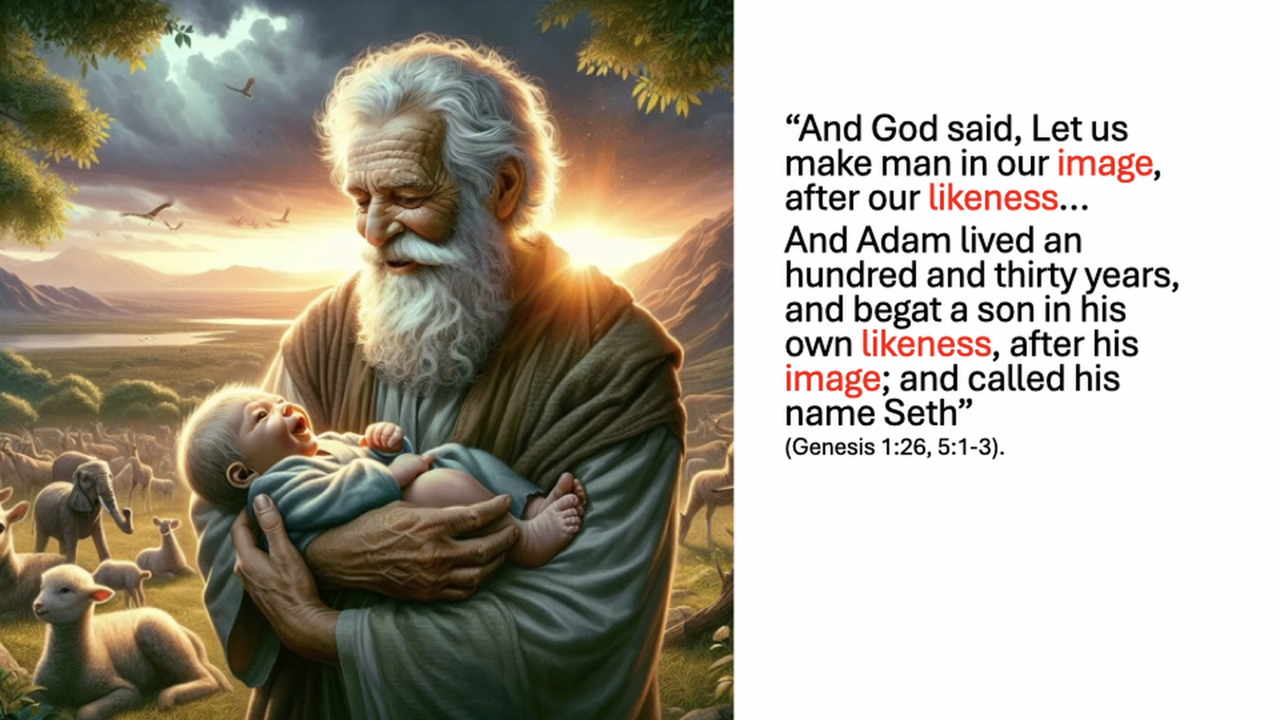 “And God said, Let us
make man in our image,
after our likeness...
And Adam lived an
hundred and thirty years,
and begat a son in his
own likeness, after his
image; and called his
name Seth”
(Genesis 1:26, 5:1-3).